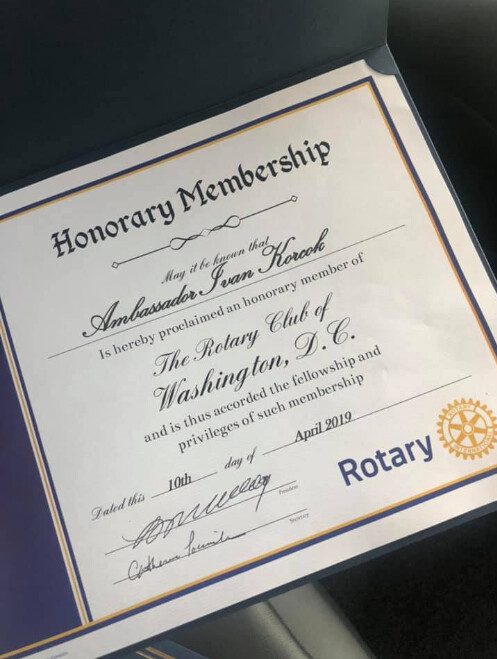 Honorary Membership
May it be known that
Ambassador Ivan Korcok
Is hereby proclaimed an honorary member of
The Rotary Club of
Washington, D.C.
and is thus accorded the fellowship and
privileges of such membership
Dated this 10th day of April 2019
President
Secretary
Rotary
ROTARY
INTERNATIONAL